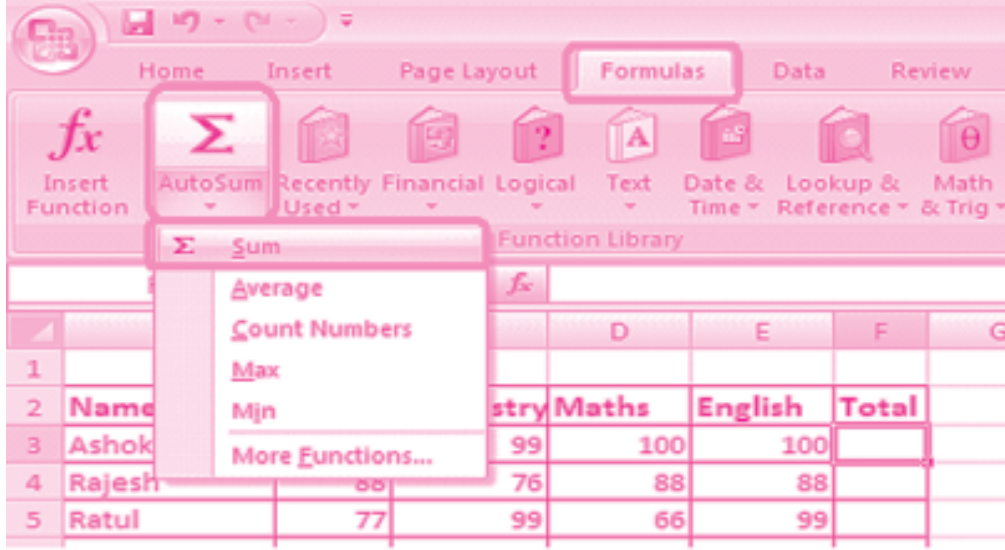 Home Insert Page Layout Formulas Data Review
fx Σ ? A θ
Insert AutoSum Recently Financial Logical Text Date & Lookup & Math
Function Used Time Reference & Trig
Function Library
Σ Sum
Average
Count Numbers
Max
Min
More Functions...
fx
D E F G
1
2 Name stry Maths English Total
3 Ashok 99 100 100
4 Rajesh 88 76 88 88
5 Ratul 77 99 66 99